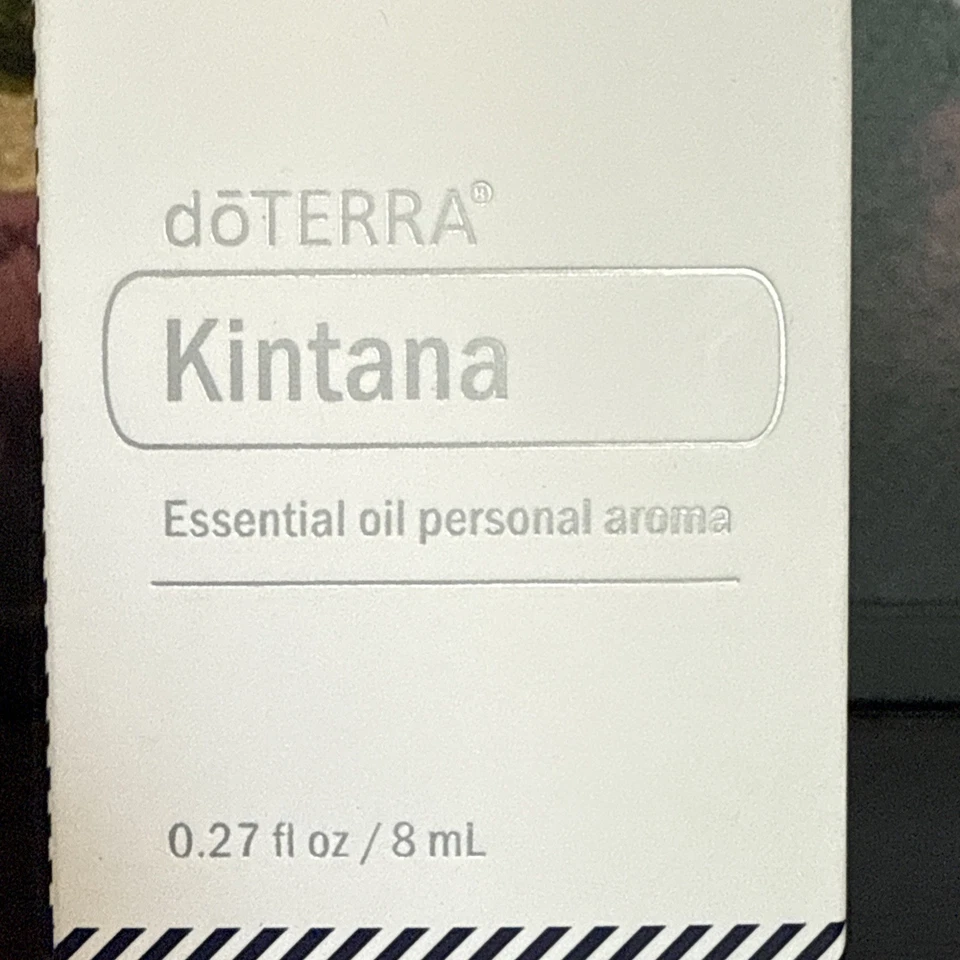 dōTERRA®
Kintana
Essential oil personal aroma
0.27 fl oz / 8 mL